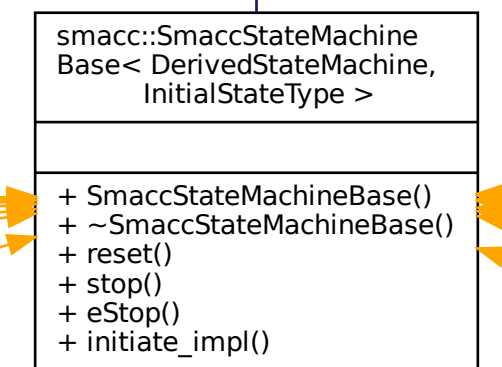 smacc::SmaccStateMachine
Base< DerivedStateMachine,
InitialStateType >
+ SmaccStateMachineBase()
+ ~SmaccStateMachineBase()
+ reset()
+ stop()
+ eStop()
+ initiate_impl()